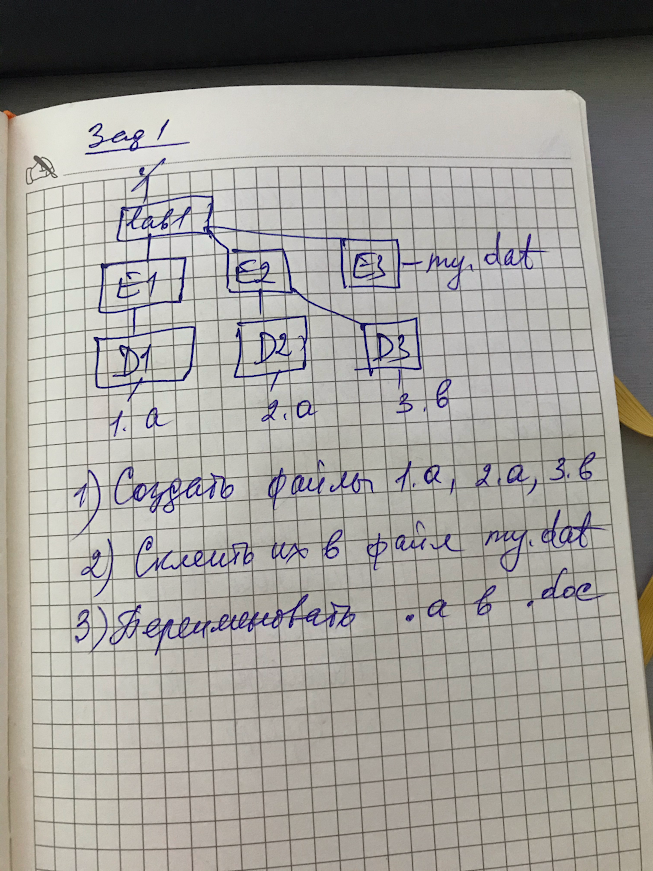 Зад 1
lab1
E1 E2 E3 - my.dat
D1 D2 D3
1.a 2.a 3.в
1) Создать файлы 1.a, 2.a, 3.в
2) Склеить их в файл my.dat
3) Переименовать .a в .doc